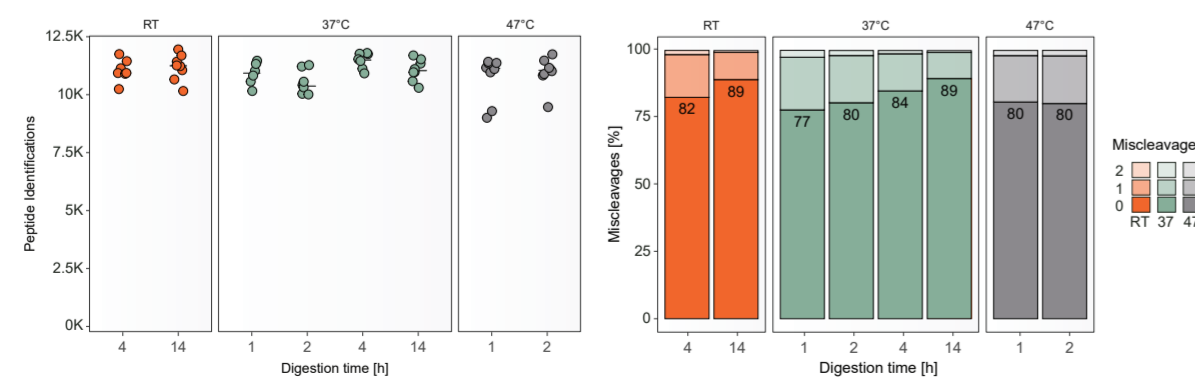 RT 37°C 47°C
12.5K
10K
7.5K
5K
2.5K
0K
Peptide Identifications
4 14 1 2 4 14 1 2
Digestion time [h]
RT 37°C 47°C
100
75
50
25
0
Miscleavages [%]
82 89 77 80 84 89 80 80
4 14 1 2 4 14 1 2
Digestion time [h]
Miscleavage
2
1
0
RT 37 47